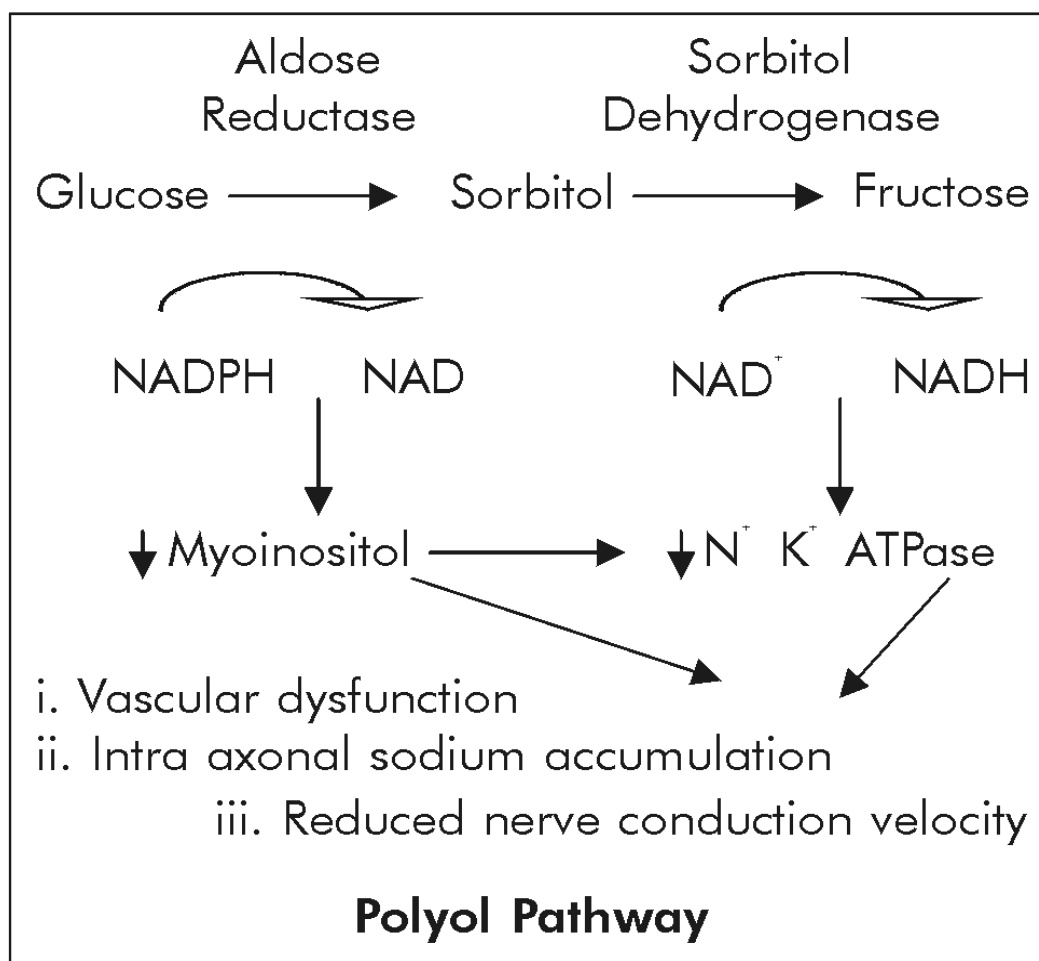 Aldose
Reductase
Sorbitol
Dehydrogenase
Glucose Sorbitol Fructose
NADPH NAD NAD⁺ NADH
Myoinositol N⁺ K⁺ ATPase
i. Vascular dysfunction
ii. Intra axonal sodium accumulation
iii. Reduced nerve conduction velocity
Polyol Pathway